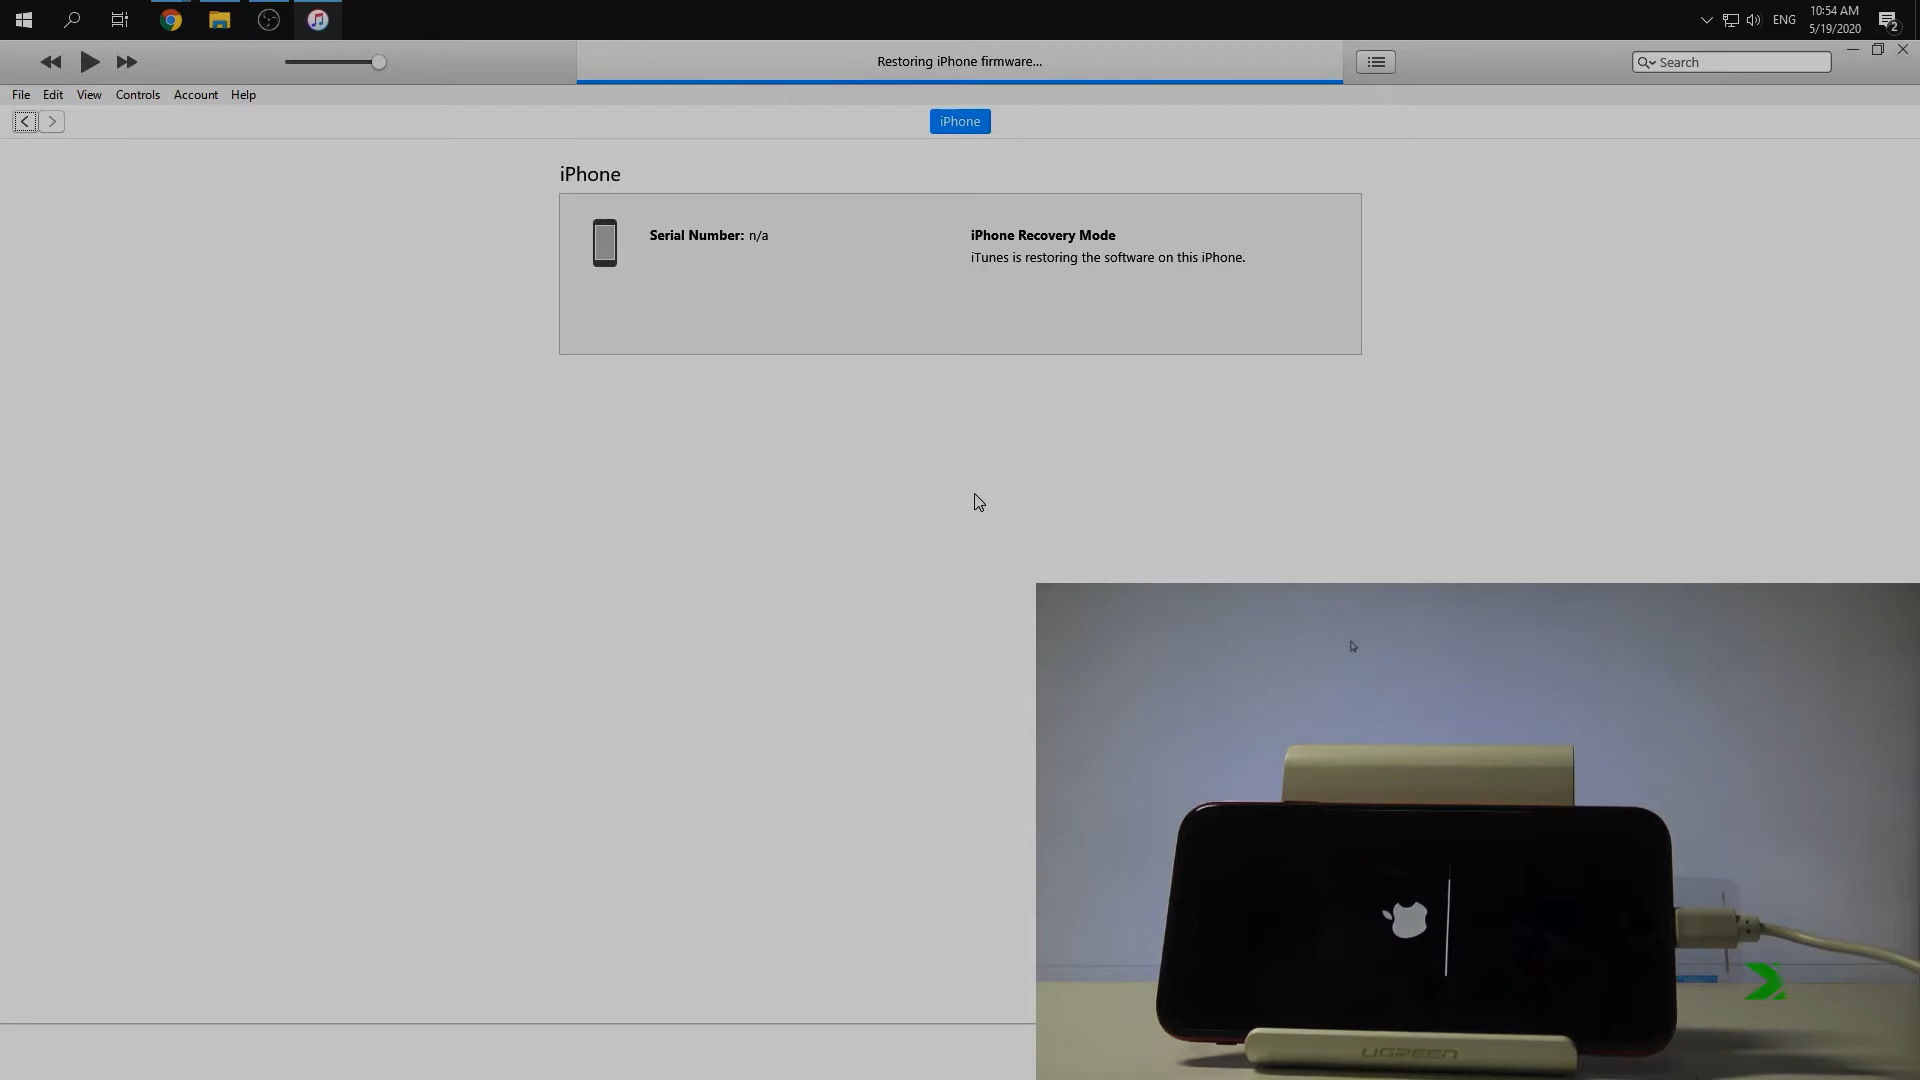 ENG
10:54 AM
5/19/2020
2
Restoring iPhone firmware...
Search
File Edit View Controls Account Help
iPhone
iPhone
Serial Number: n/a
iPhone Recovery Mode
iTunes is restoring the software on this iPhone.
UGREEN